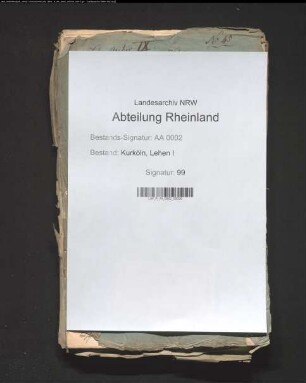 Landesarchiv NRW
Abteilung Rheinland
Bestands-Signatur: AA 0002
Bestand: Kurköln, Lehen I
Signatur: 99